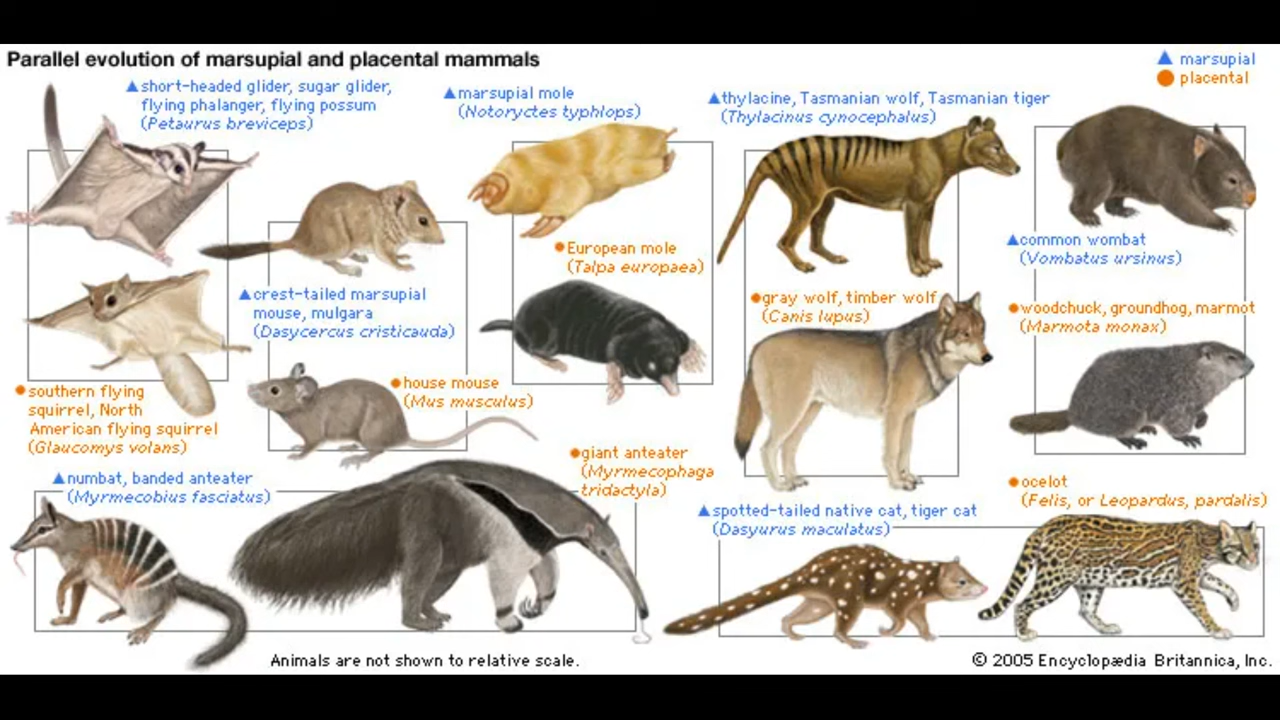 Parallel evolution of marsupial and placental mammals
▲ marsupial
● placental
▲short-headed glider, sugar glider,
flying phalanger, flying possum
(Petaurus breviceps)
▲marsupial mole
(Notoryctes typhlops)
▲thylacine, Tasmanian wolf, Tasmanian tiger
(Thylacinus cynocephalus)
●European mole
(Talpa europaea)
▲common wombat
(Vombatus ursinus)
▲crest-tailed marsupial
mouse, mulgara
(Dasycercus cristicauda)
●gray wolf, timber wolf
(Canis lupus)
●woodchuck, groundhog, marmot
(Marmota monax)
●southern flying
squirrel, North
American flying squirrel
(Glaucomys volans)
●house mouse
(Mus musculus)
▲numbat, banded anteater
(Myrmecobius fasciatus)
●giant anteater
(Myrmecophaga
tridactyla)
▲spotted-tailed native cat, tiger cat
(Dasyurus maculatus)
●ocelot
(Felis, or Leopardus, pardalis)
Animals are not shown to relative scale.
© 2005 Encyclopædia Britannica, Inc.